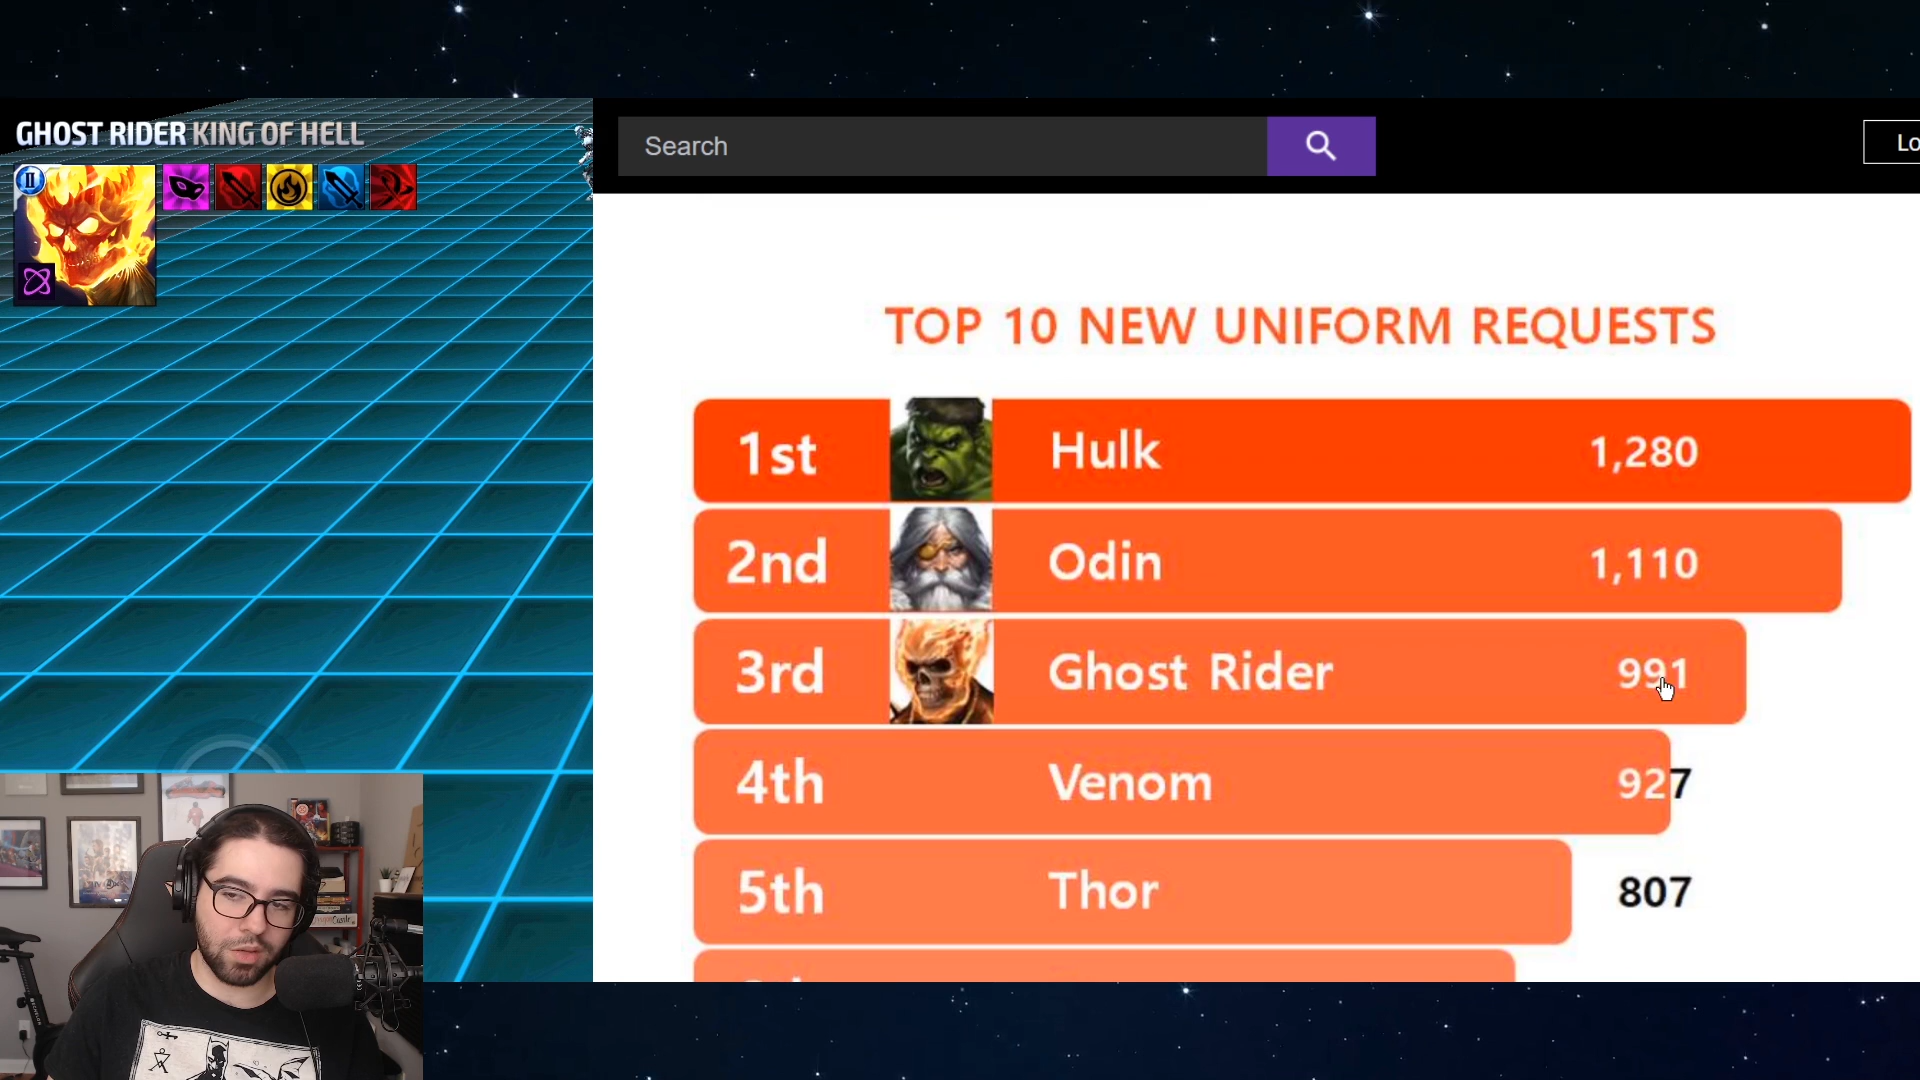 GHOST RIDER KING OF HELL
II
Search
Lo
TOP 10 NEW UNIFORM REQUESTS
1st Hulk 1,280
2nd Odin 1,110
3rd Ghost Rider 991
4th Venom 927
5th Thor 807